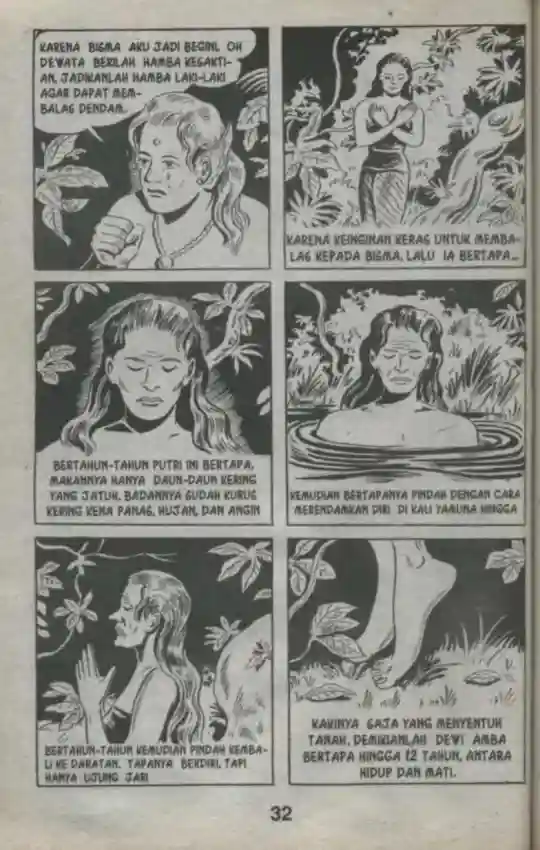 KARENA BISMA AKU JADI BEGINI. OH
DEWATA BERILAH HAMBA KESAKTI-
AN, JADIKANLAH HAMBA LAKI-LAKI
AGAR DAPAT MEM-
BALAS DENDAM.
KARENA KEINGINAN KERAS UNTUK MEMBA-
LAS KEPADA BISMA, LALU IA BERTAPA...
BERTAHUN-TAHUN PUTRI INI BERTAPA,
MAKANNYA HANYA DAUN-DAUN KERING
YANG JATUH, BADANNYA SUDAH KURUS
KERING KENA PANAS, HUJAN, DAN ANGIN
KEMUDIAN BERTAPANYA PINDAH DENGAN CARA
MERENDAMKAN DIRI DI KALI YAMUNA HINGGA
BERTAHUN-TAHUN KEMUDIAN PINDAH KEMBA-
LI KE DARATAN. TAPANYA BERDIRI, TAPI
HANYA UJUNG JARI
KAKINYA SAJA YANG MENYENTUH
TANAH, DEMIKIANLAH DEWI AMBA
BERTAPA HINGGA 12 TAHUN, ANTARA
HIDUP DAN MATI.
32